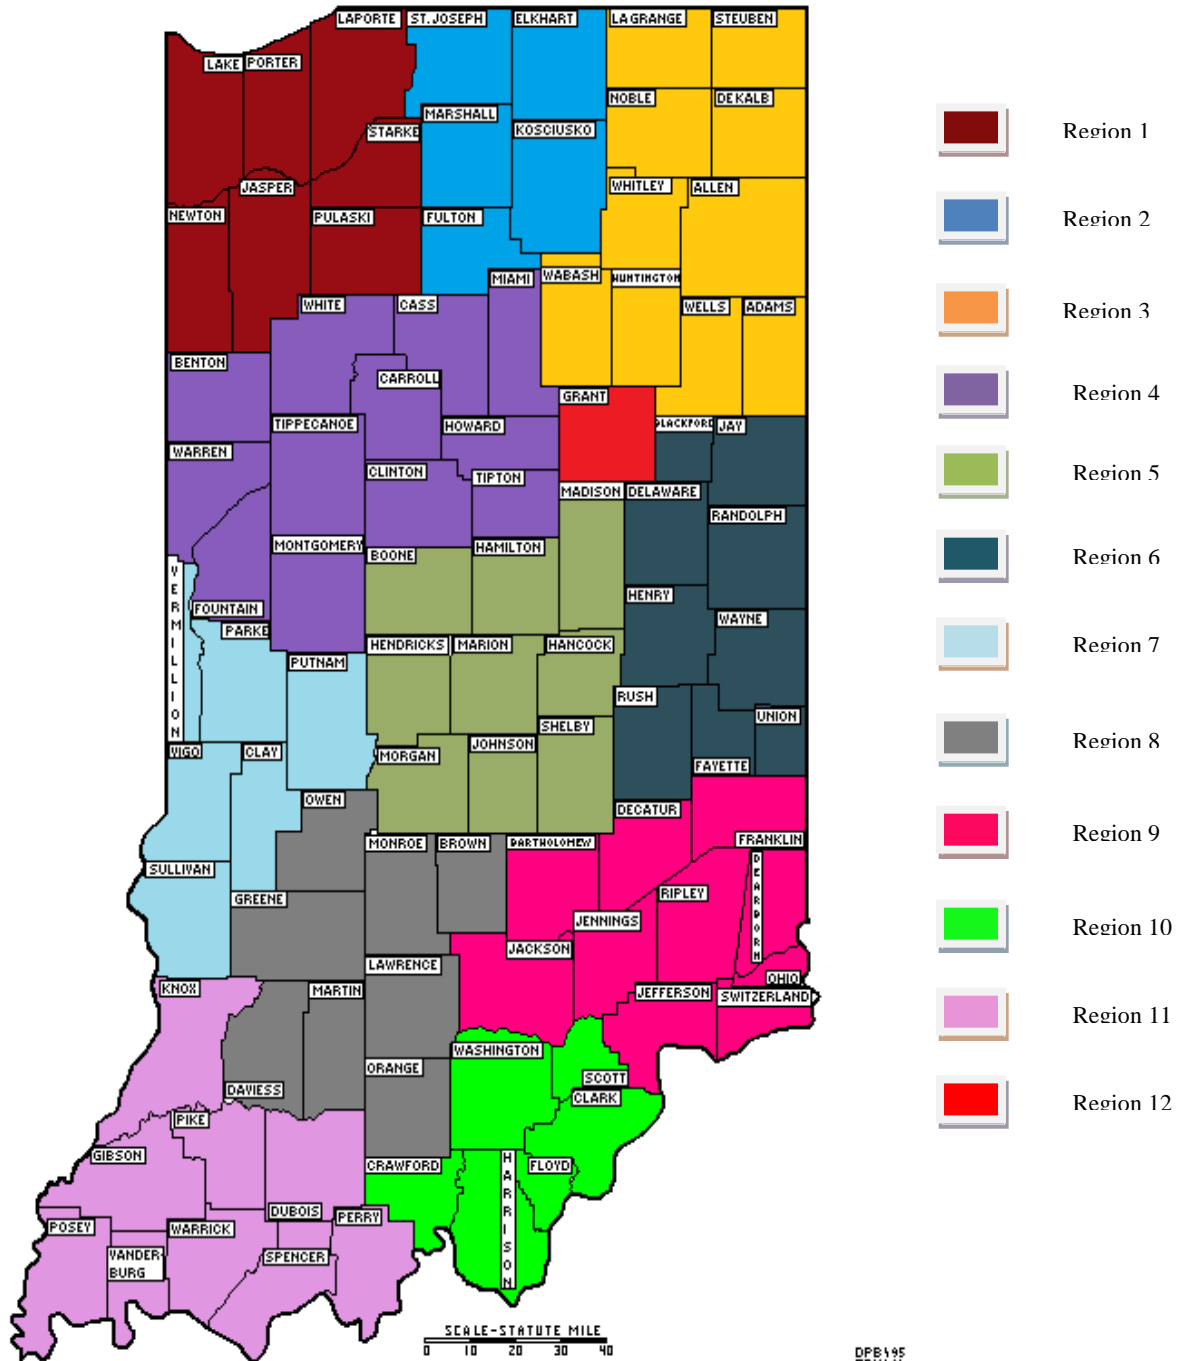 LAPORTE
ST.JOSEPH
ELKHART
LAGRANGE
STEUBEN
LAKE
PORTER
NOBLE
DEKALB
MARSHALL
STARKE
KOSCIUSKO
JASPER
WHITLEY
ALLEN
NEWTON
PULASKI
FULTON
MIAMI
WABASH
HUNTINGTON
WHITE
CASS
WELLS
ADAMS
BENTON
CARROLL
GRANT
TIPPECANOE
HOWARD
BLACKFORD
JAY
WARREN
CLINTON
TIPTON
MADISON
DELAWARE
RANDOLPH
MONTGOMERY
BOONE
HAMILTON
VERMILLION
HENRY
FOUNTAIN
PARKE
WAYNE
HENDRICKS
MARION
HANCOCK
PUTNAM
RUSH
UNION
SHELBY
VIGO
CLAY
MORGAN
JOHNSON
FAYETTE
OWEN
DECATUR
MONROE
BROWN
BARTHOLOMEW
FRANKLIN
DEARBORN
SULLIVAN
GREENE
RIPLEY
JENNINGS
JACKSON
LAWRENCE
OHIO
KNOX
MARTIN
JEFFERSON
SWITZERLAND
WASHINGTON
ORANGE
SCOTT
DAVIESS
CLARK
PIKE
GIBSON
CRAWFORD
HARRISON
FLOYD
DUBOIS
PERRY
POSEY
WARRICK
VANDER-
BURG
SPENCER
SCALE-STATUTE MILE
0 10 20 30 40
DPB495
Region 1
Region 2
Region 3
Region 4
Region 5
Region 6
Region 7
Region 8
Region 9
Region 10
Region 11
Region 12